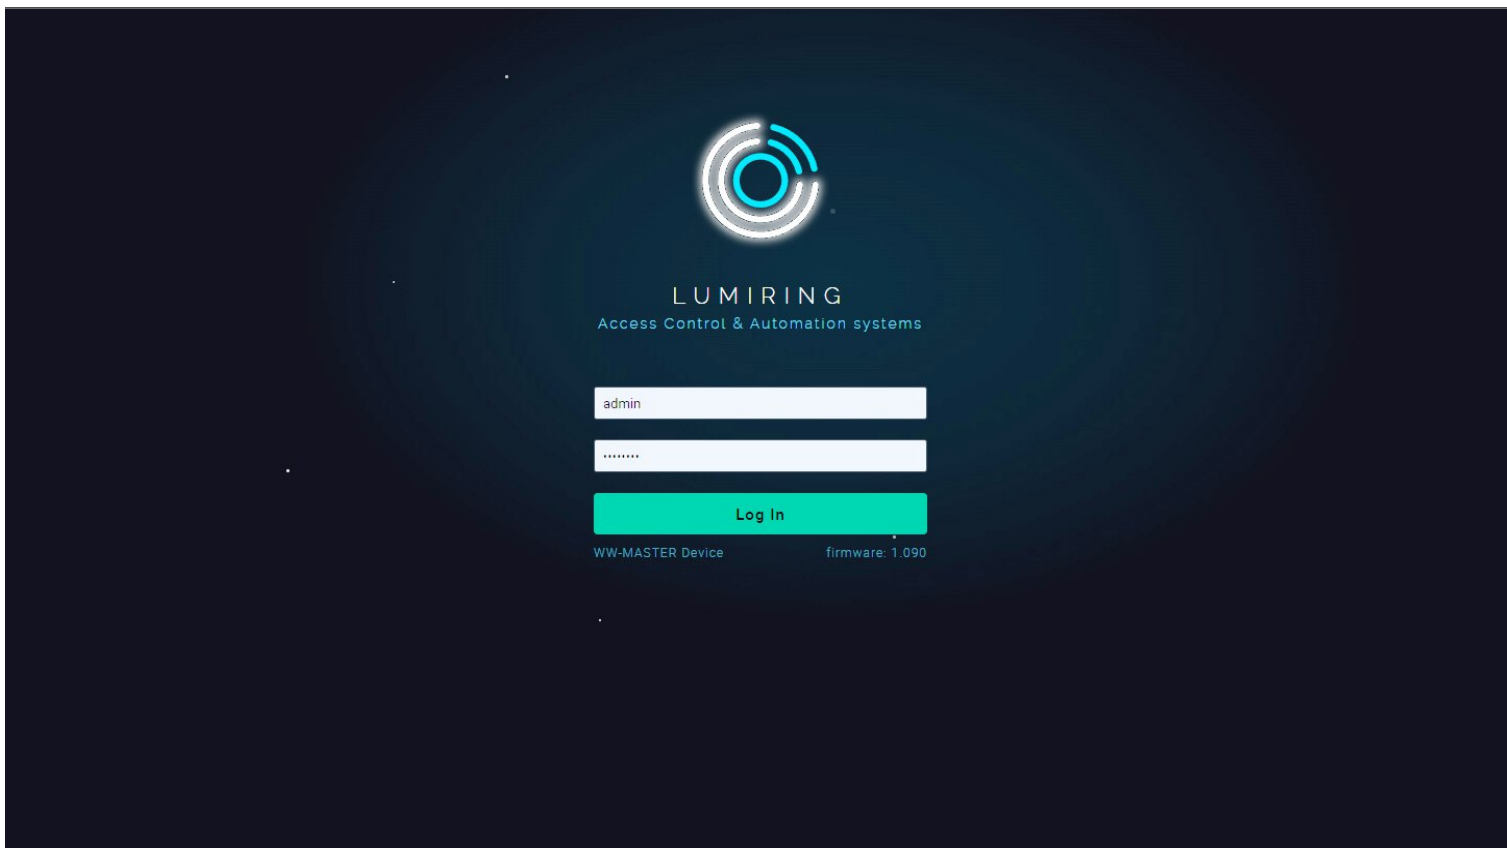 LUMIRING
Access Control & Automation systems
admin
••••••••
Log In
WW-MASTER Device firmware: 1.090